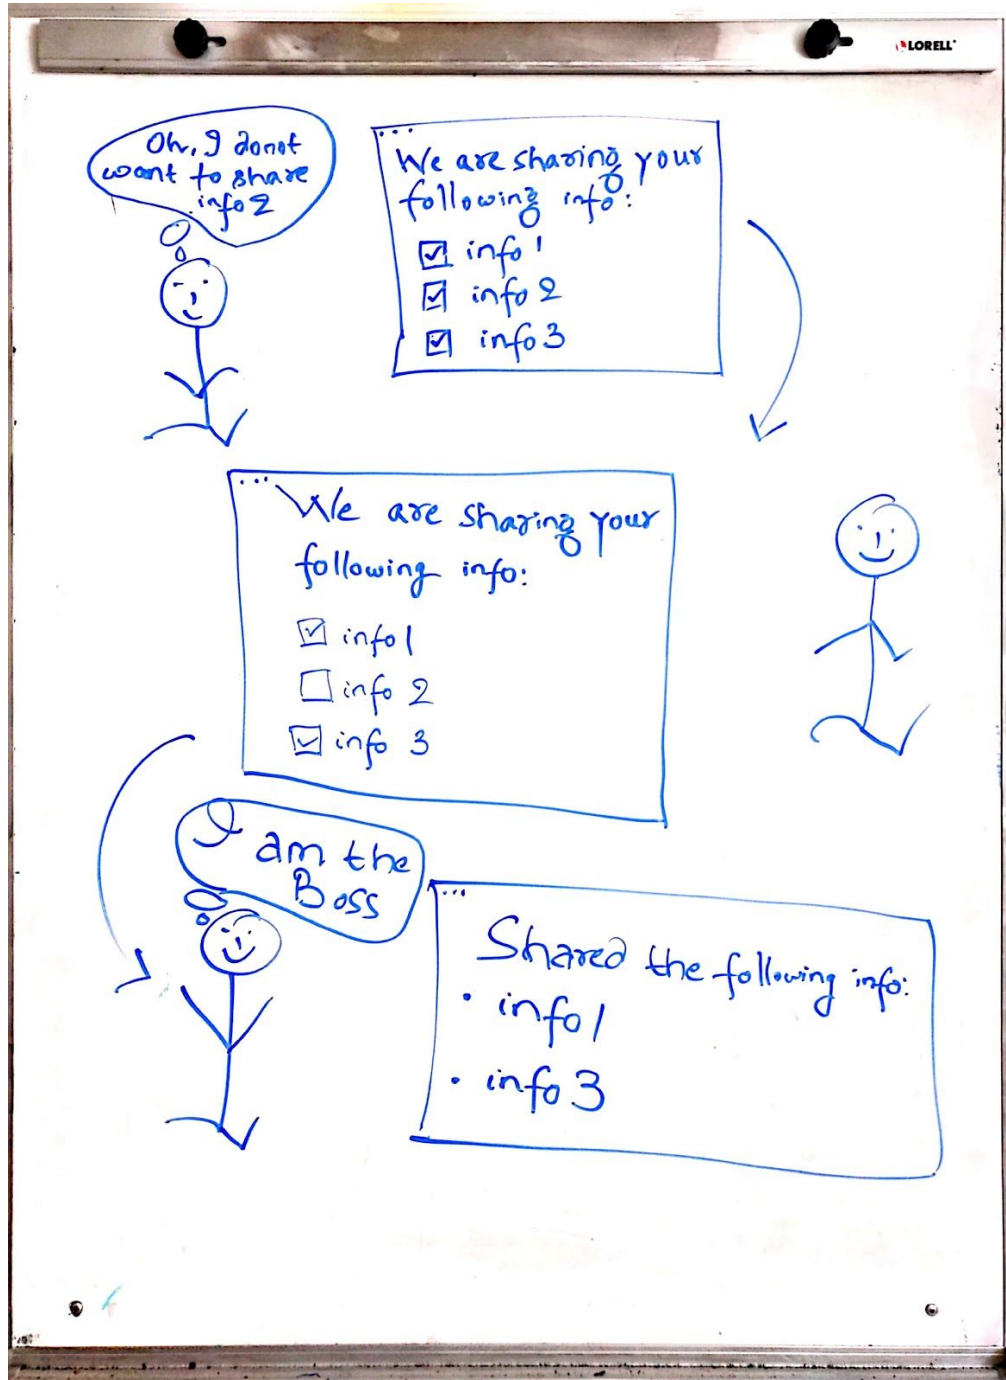 LORELL
Oh, I donot
want to share
info 2
We are sharing your
following info:
info 1
info 2
info 3
We are sharing your
following info:
info 1
info 2
info 3
I am the
Boss
Shared the following info:
• info 1
• info 3